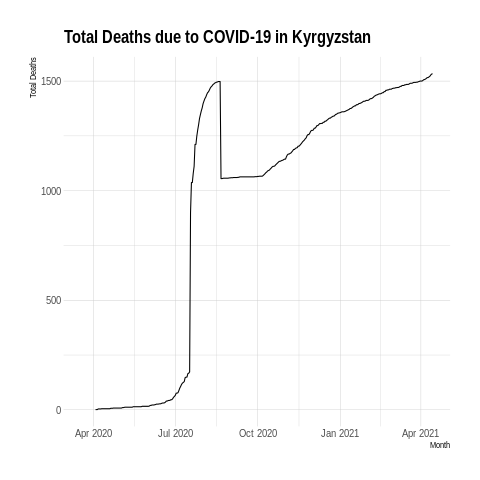 Total Deaths due to COVID-19 in Kyrgyzstan
Total Deaths
1500
1000
500
0
Apr 2020 Jul 2020 Oct 2020 Jan 2021 Apr 2021
Month